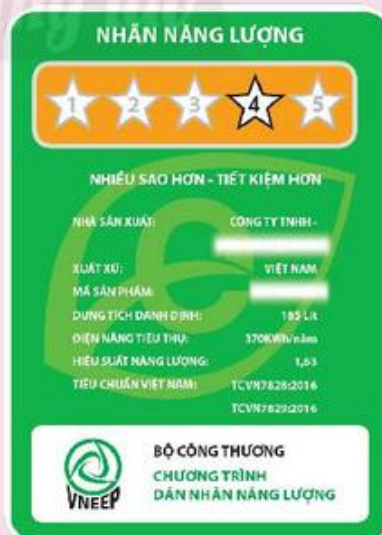 NHÃN NĂNG LƯỢNG
1 2 3 4 5
NHIỀU SAO HƠN - TIẾT KIỆM HƠN
NHÀ SẢN XUẤT: CÔNG TY TNHH -
XUẤT XỨ: VIỆT NAM
MÃ SẢN PHẨM:
DUNG TÍCH DANH ĐỊNH: 185 Lít
ĐIỆN NĂNG TIÊU THỤ: 370KWh/năm
HIỆU SUẤT NĂNG LƯỢNG: 1,63
TIÊU CHUẨN VIỆT NAM: TCVN7828:2016
TCVN7829:2016
BỘ CÔNG THƯƠNG
CHƯƠNG TRÌNH
DÁN NHÃN NĂNG LƯỢNG
VNEEP